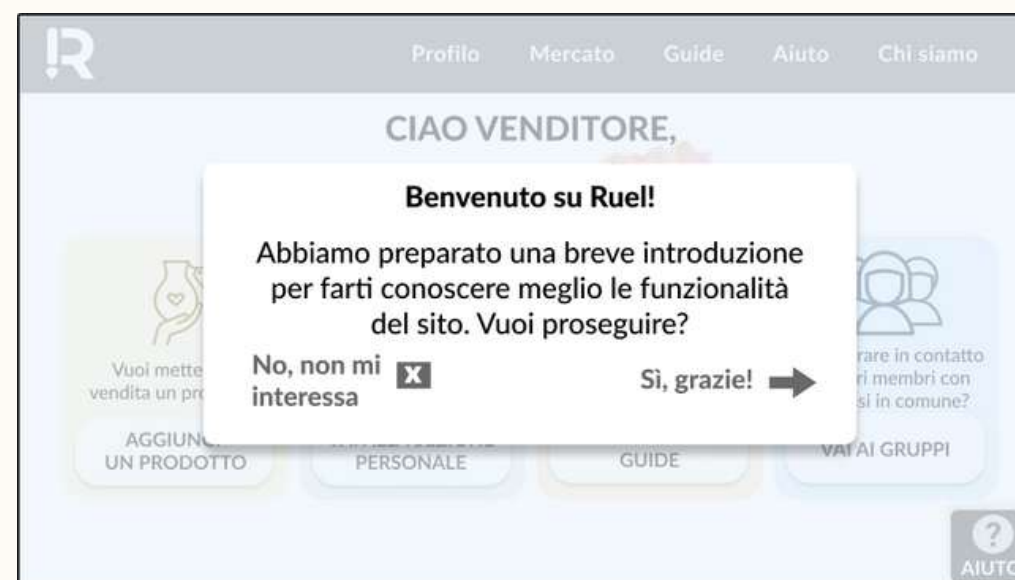 R
Profilo Mercato Guide Aiuto Chi siamo
CIAO VENDITORE,
Benvenuto su Ruel!
Abbiamo preparato una breve introduzione
per farti conoscere meglio le funzionalità
del sito. Vuoi proseguire?
No, non mi
interessa
X
Sì, grazie!
Vuoi mette
vendita un pro
AGGIUNGI
UN PRODOTTO
PERSONALE
GUIDE
rare in contatto
ri membri con
si in comune?
VAI AI GRUPPI
?
AIUTO